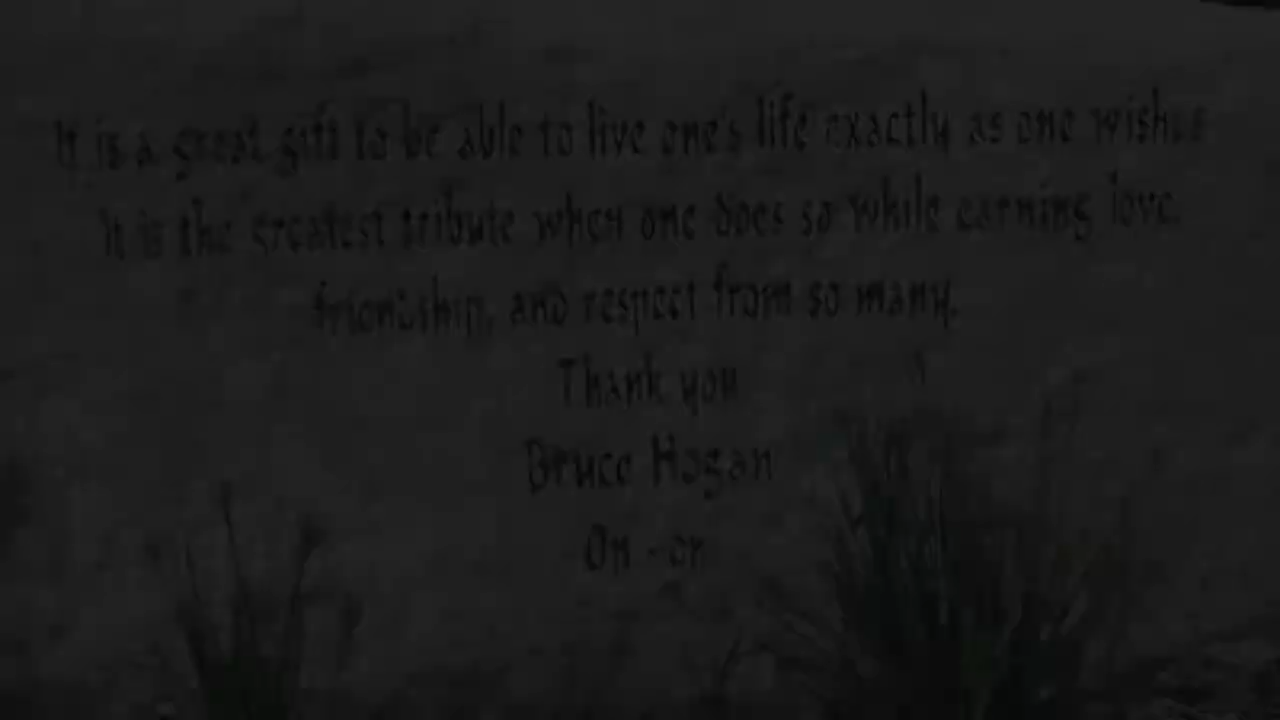 It is a great gift to be able to live one's life exactly as one wishes
It is the greatest tribute when one does so while earning love,
friendship, and respect from so many.
Thank you
Bruce Hogan
On - on